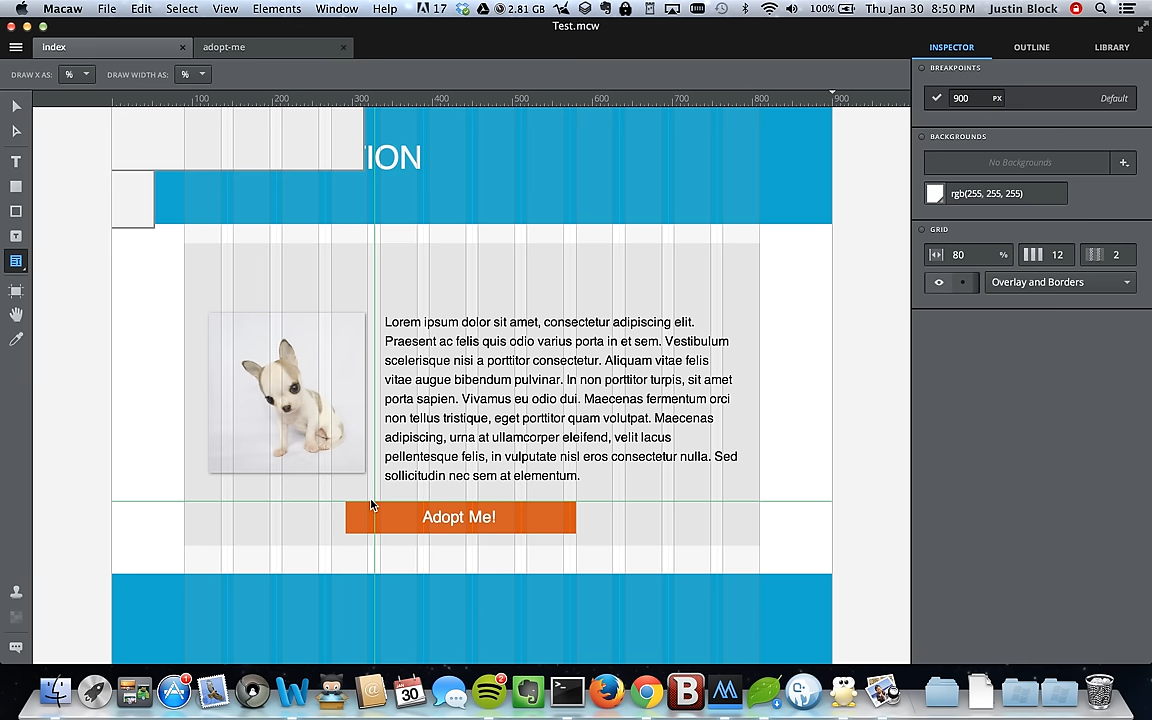 Macaw File Edit Select View Elements Window Help 17 2.81 GB 100% Thu Jan 30 8:50 PM Justin Block
Test.mcw
index adopt-me
INSPECTOR OUTLINE LIBRARY
DRAW X AS: % DRAW WIDTH AS: %
BREAKPOINTS
900 PX Default
100 200 300 400 500 600 700 800 900
BACKGROUNDS
No Backgrounds
rgb(255, 255, 255)
GRID
80 % 12 2
Overlay and Borders
ION
Lorem ipsum dolor sit amet, consectetur adipiscing elit.
Praesent ac felis quis odio varius porta in et sem. Vestibulum
scelerisque nisi a porttitor consectetur. Aliquam vitae felis
vitae augue bibendum pulvinar. In non porttitor turpis, sit amet
porta sapien. Vivamus eu odio dui. Maecenas fermentum orci
non tellus tristique, eget porttitor quam volutpat. Maecenas
adipiscing, urna at ullamcorper eleifend, velit lacus
pellentesque felis, in vulputate nisl eros consectetur nulla. Sed
sollicitudin nec sem at elementum.
Adopt Me!
1 JAN 30 2